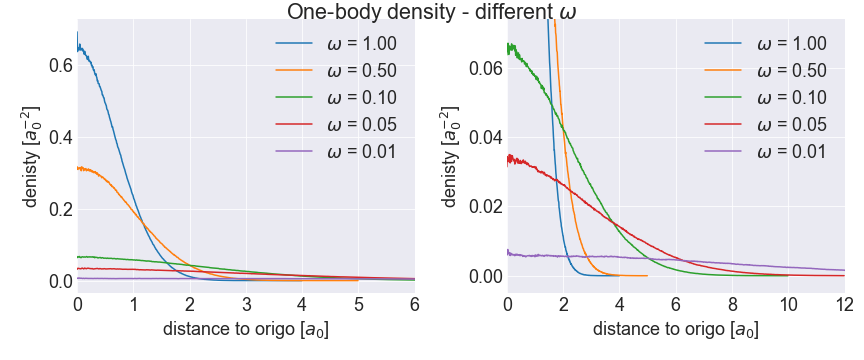 One-body density - different ω
denisty [a₀⁻²]
0.6
0.4
0.2
0.0
0 1 2 3 4 5 6
distance to origo [a₀]
ω = 1.00
ω = 0.50
ω = 0.10
ω = 0.05
ω = 0.01
denisty [a₀⁻²]
0.06
0.04
0.02
0.00
0 2 4 6 8 10 12
distance to origo [a₀]
ω = 1.00
ω = 0.50
ω = 0.10
ω = 0.05
ω = 0.01